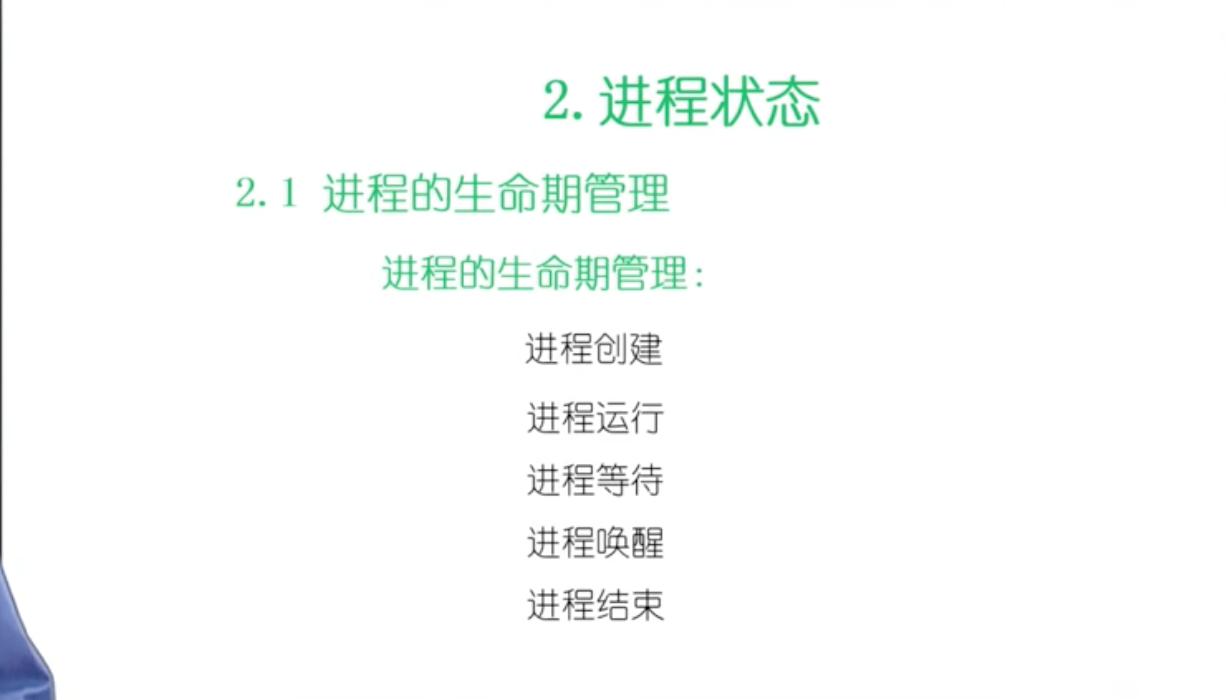 2.进程状态
2.1 进程的生命期管理
进程的生命期管理:
进程创建
进程运行
进程等待
进程唤醒
进程结束